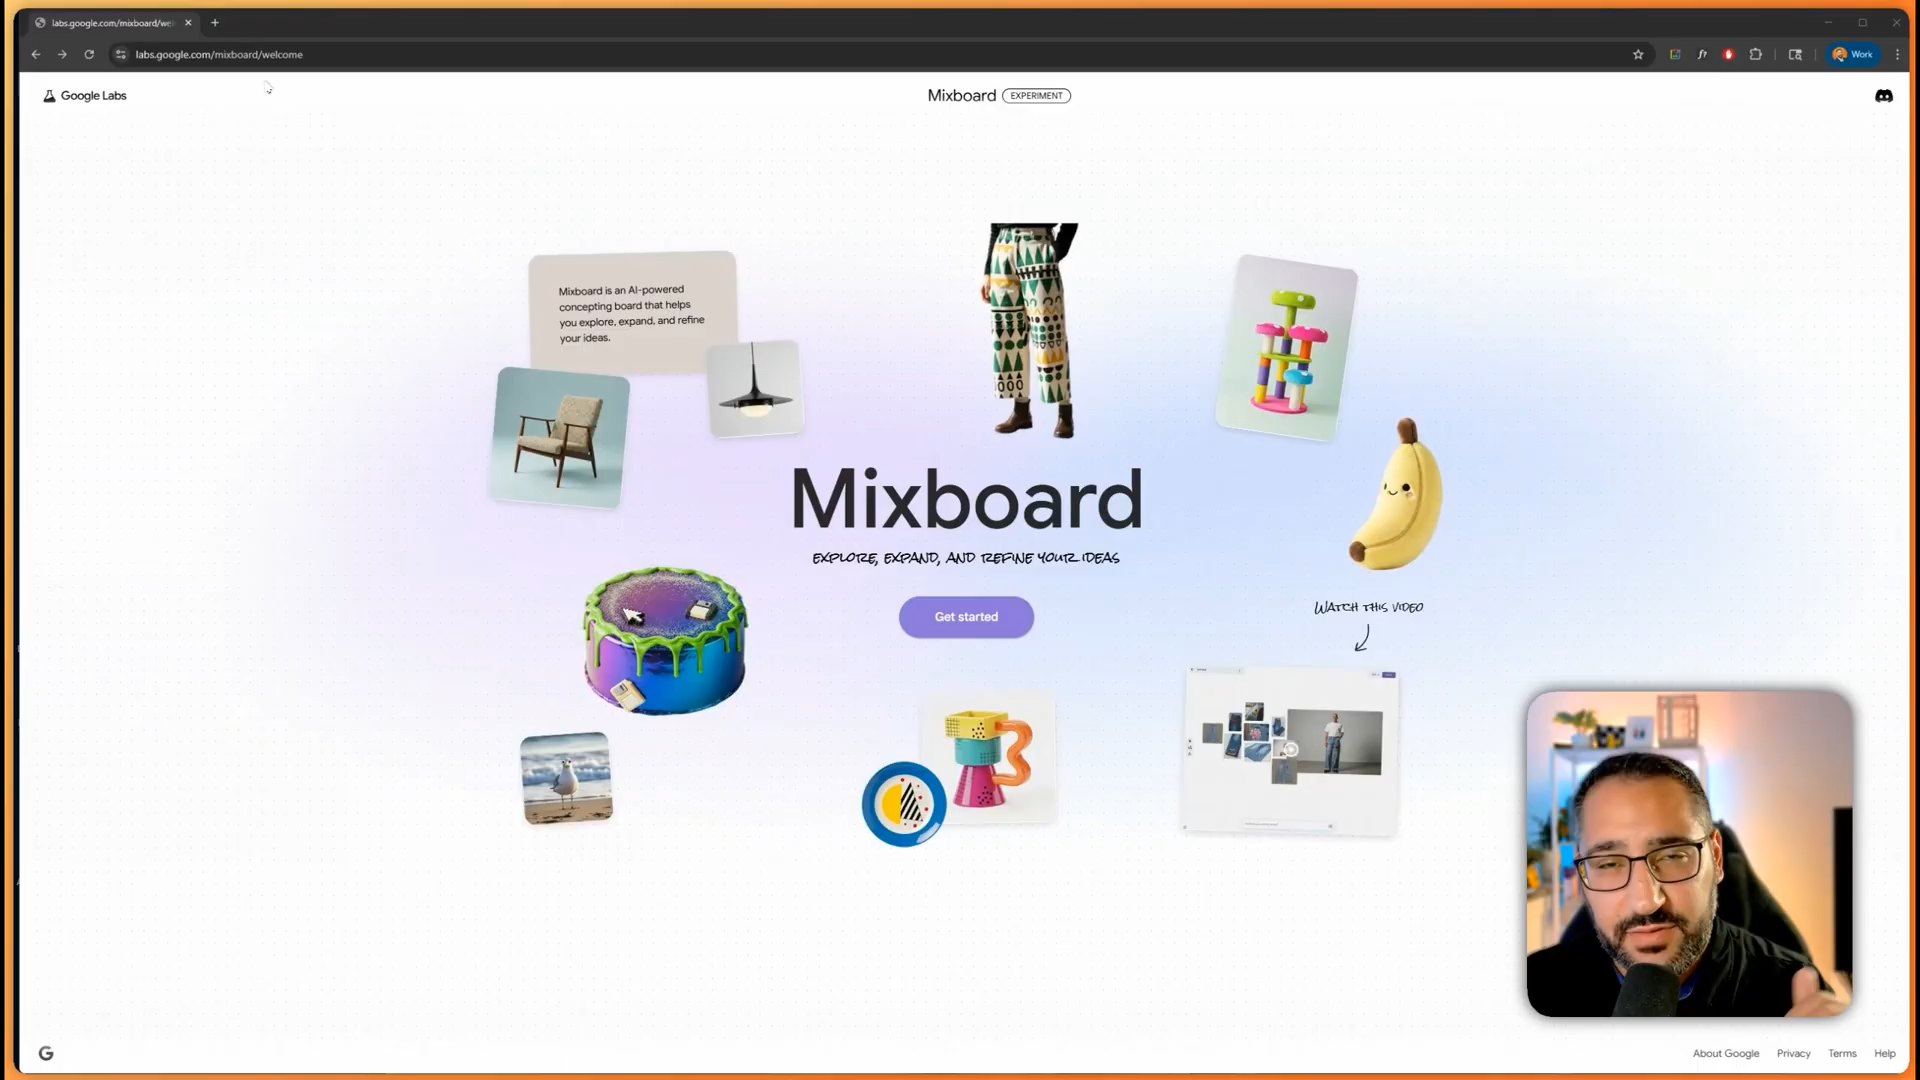 labs.google.com/mixboard/we
labs.google.com/mixboard/welcome
Work
Google Labs
Mixboard EXPERIMENT
Mixboard is an AI-powered
concepting board that helps
you explore, expand, and refine
your ideas.
Mixboard
EXPLORE, EXPAND, AND REFINE YOUR IDEAS
Get started
WATCH THIS VIDEO
G
About Google Privacy Terms Help